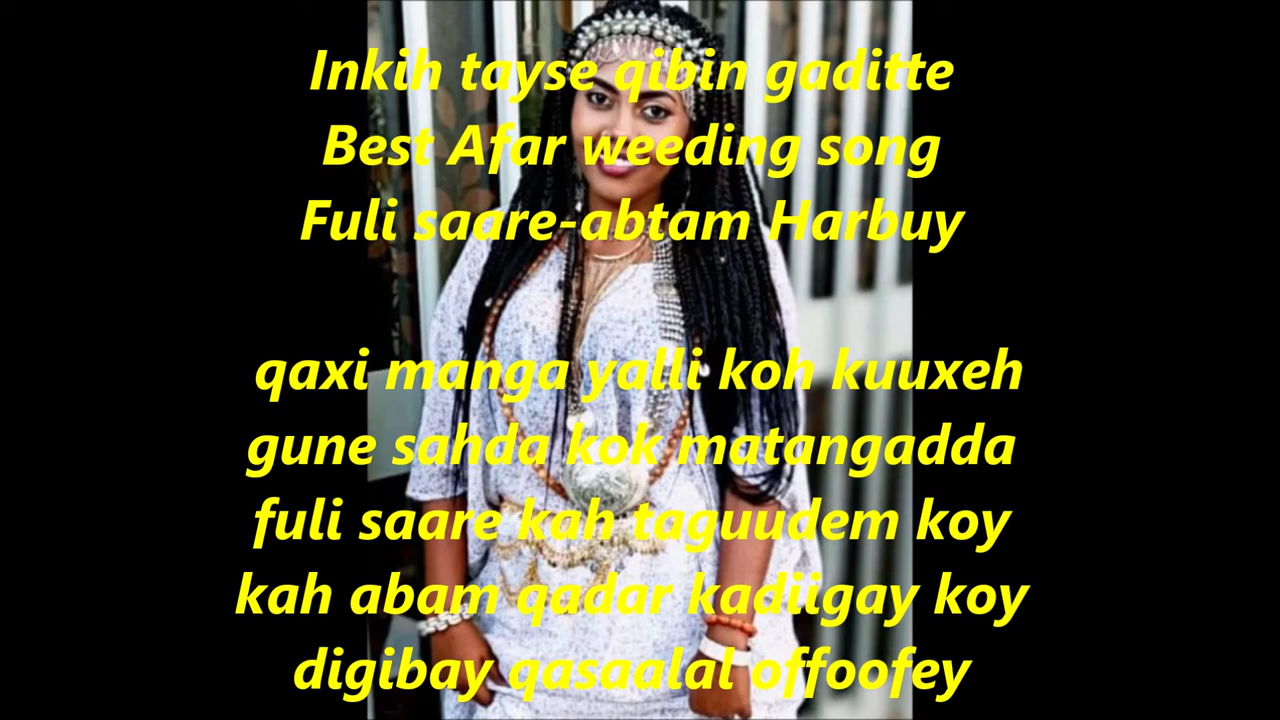 Inkih tayse qibin gaditte
Best Afar weeding song
Fuli saare-abtam Harbuy
qaxi manga yalli koh kuuxeh
gune sahda kok matangadda
fuli saare kah taguudem koy
kah abam qadar kadiigay koy
digibay qasaalal offoofey